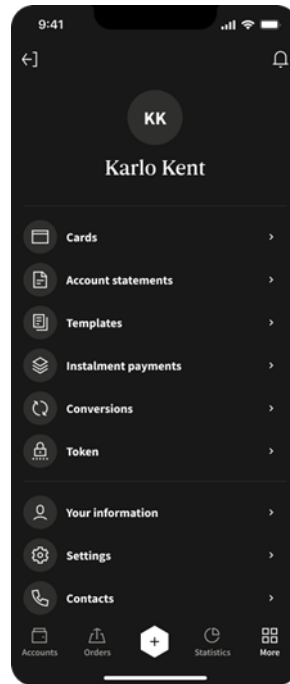 9:41
KK
Karlo Kent
Cards
Account statements
Templates
Instalment payments
Conversions
Token
Your information
Settings
Contacts
Accounts
Orders
+
Statistics
More